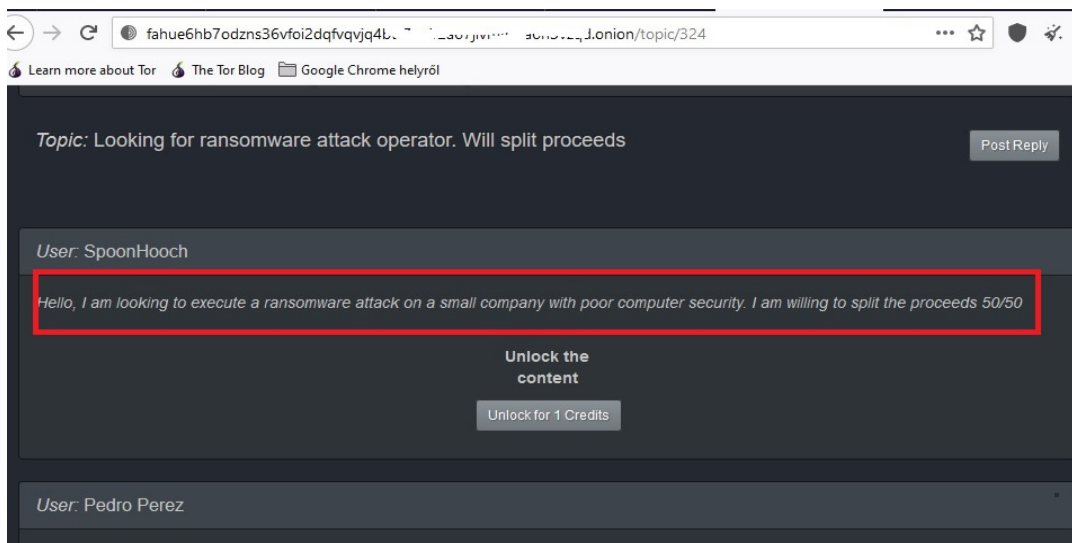 .onion/topic/324
Learn more about Tor The Tor Blog Google Chrome helyről
Topic: Looking for ransomware attack operator. Will split proceeds
Post Reply
User: SpoonHooch
Hello, I am looking to execute a ransomware attack on a small company with poor computer security. I am willing to split the proceeds 50/50
Unlock the
content
Unlock for 1 Credits
User: Pedro Perez